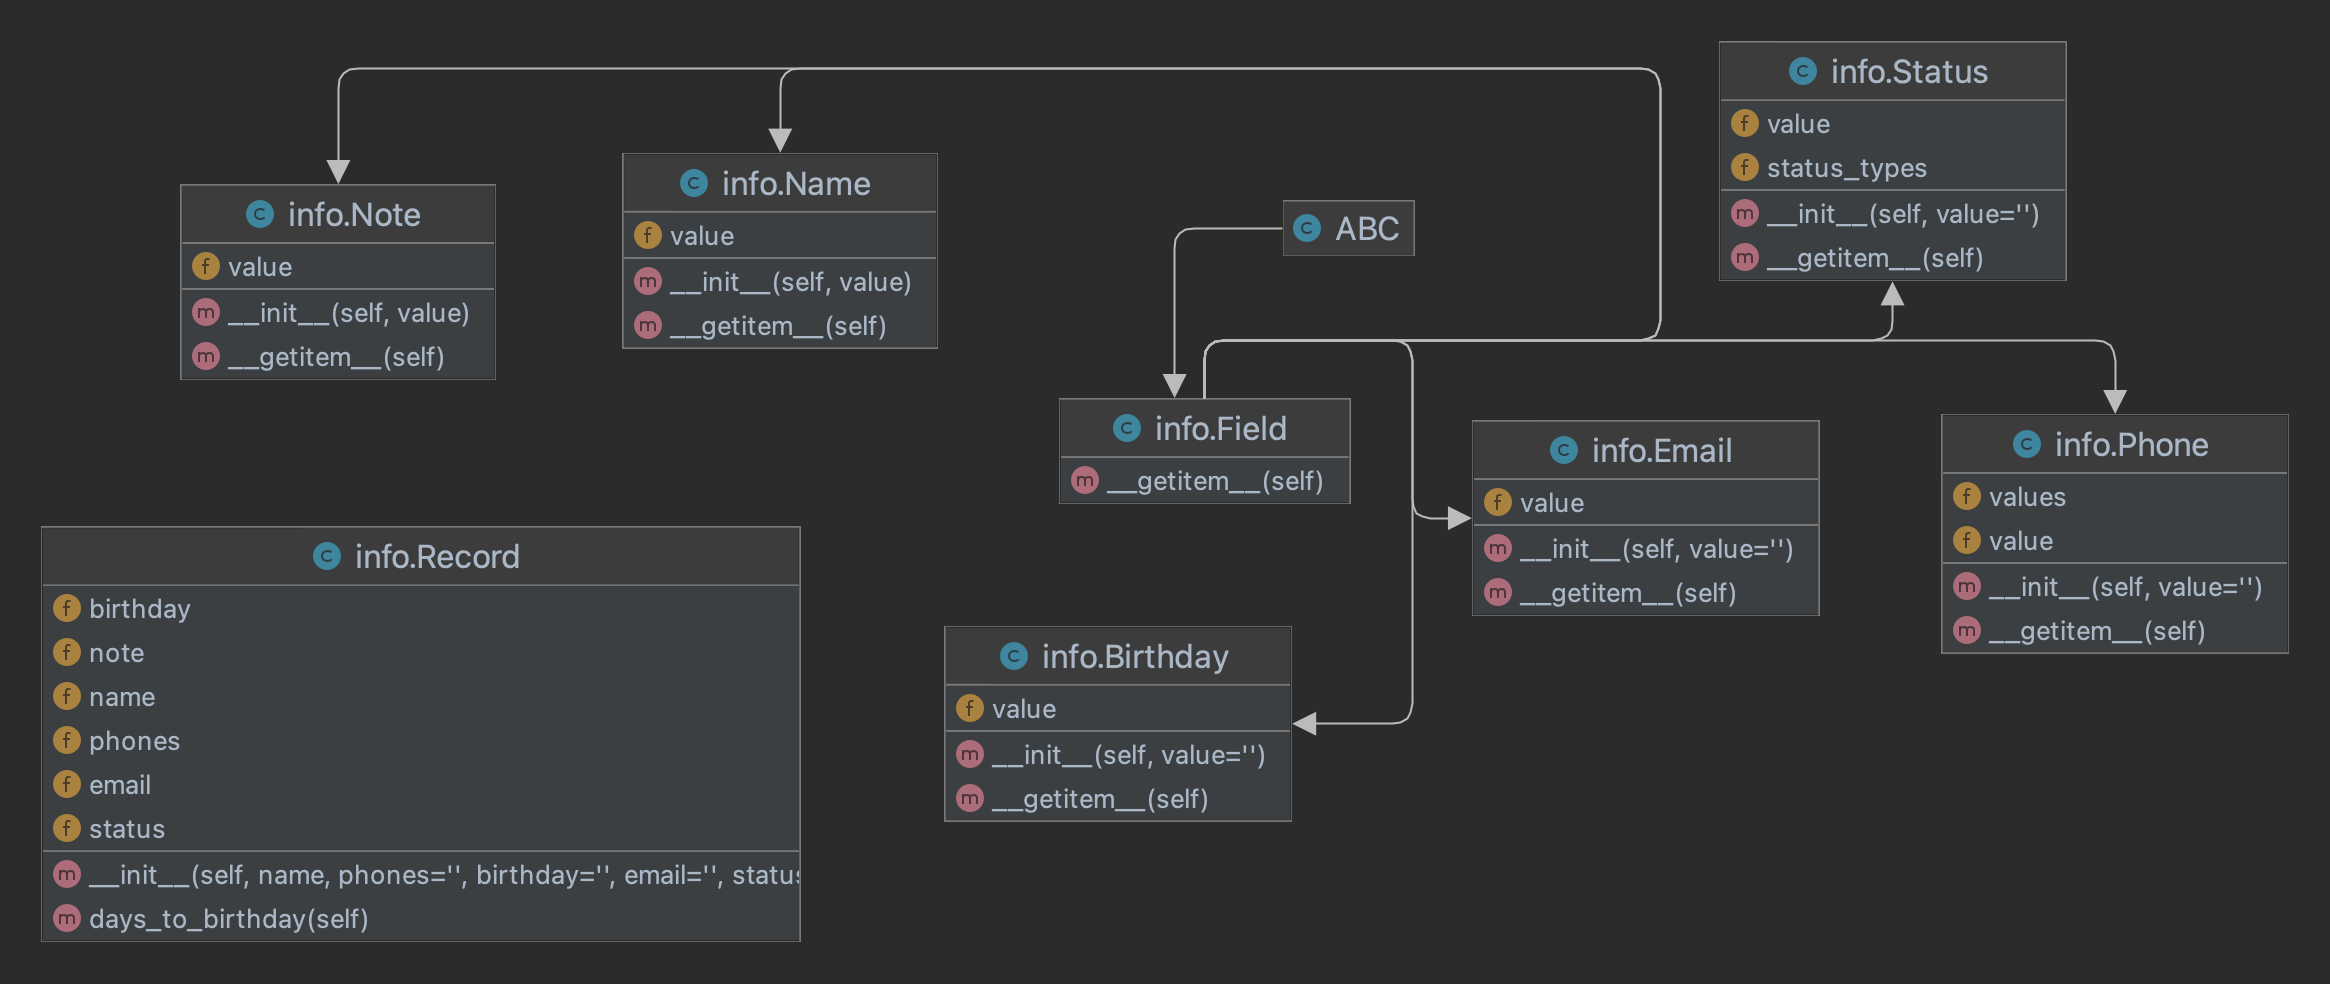 info.Note
value
__init__(self, value)
__getitem__(self)
info.Name
value
__init__(self, value)
__getitem__(self)
ABC
info.Status
value
status_types
__init__(self, value='')
__getitem__(self)
info.Field
__getitem__(self)
info.Email
value
__init__(self, value='')
__getitem__(self)
info.Phone
values
value
__init__(self, value='')
__getitem__(self)
info.Record
birthday
note
name
phones
email
status
__init__(self, name, phones='', birthday='', email='',
days_to_birthday(self)
info.Birthday
value
__init__(self, value='')
__getitem__(self)